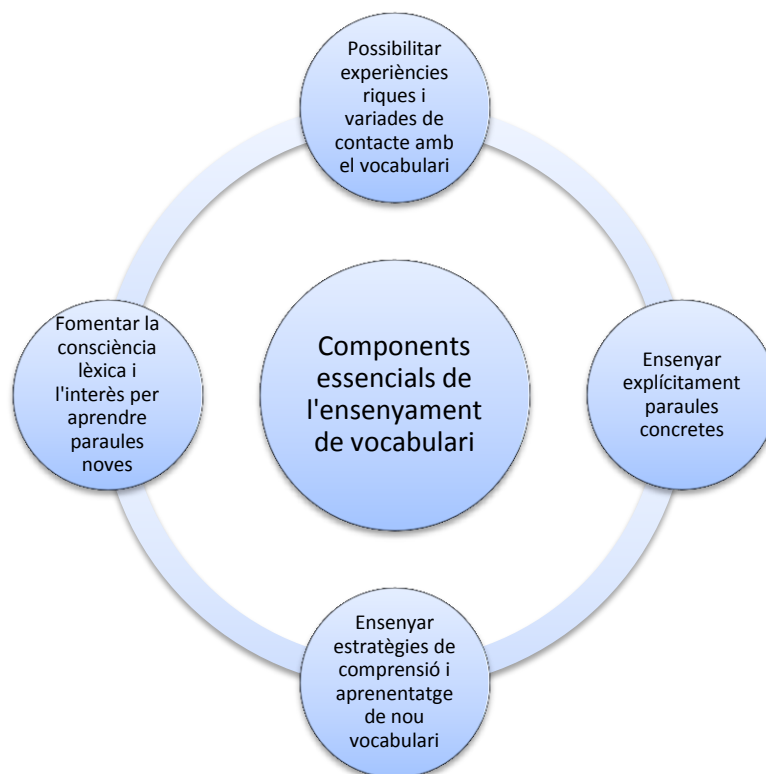 Possibilitar
experiències
riques i
variades de
contacte amb
el vocabulari
Fomentar la
consciència
lèxica i
l'interès per
aprendre
paraules
noves
Components
essencials de
l'ensenyament
de vocabulari
Ensenyar
explícitament
paraules
concretes
Ensenyar
estratègies de
comprensió i
aprenentatge
de nou
vocabulari